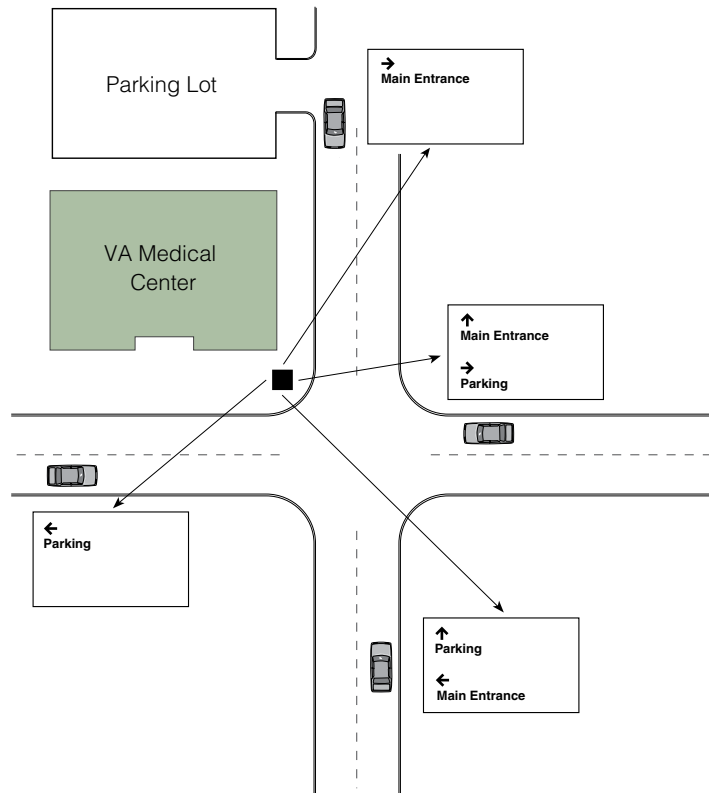 Parking Lot
→
Main Entrance
VA Medical
Center
↑
Main Entrance
→
Parking
←
Parking
↑
Parking
←
Main Entrance